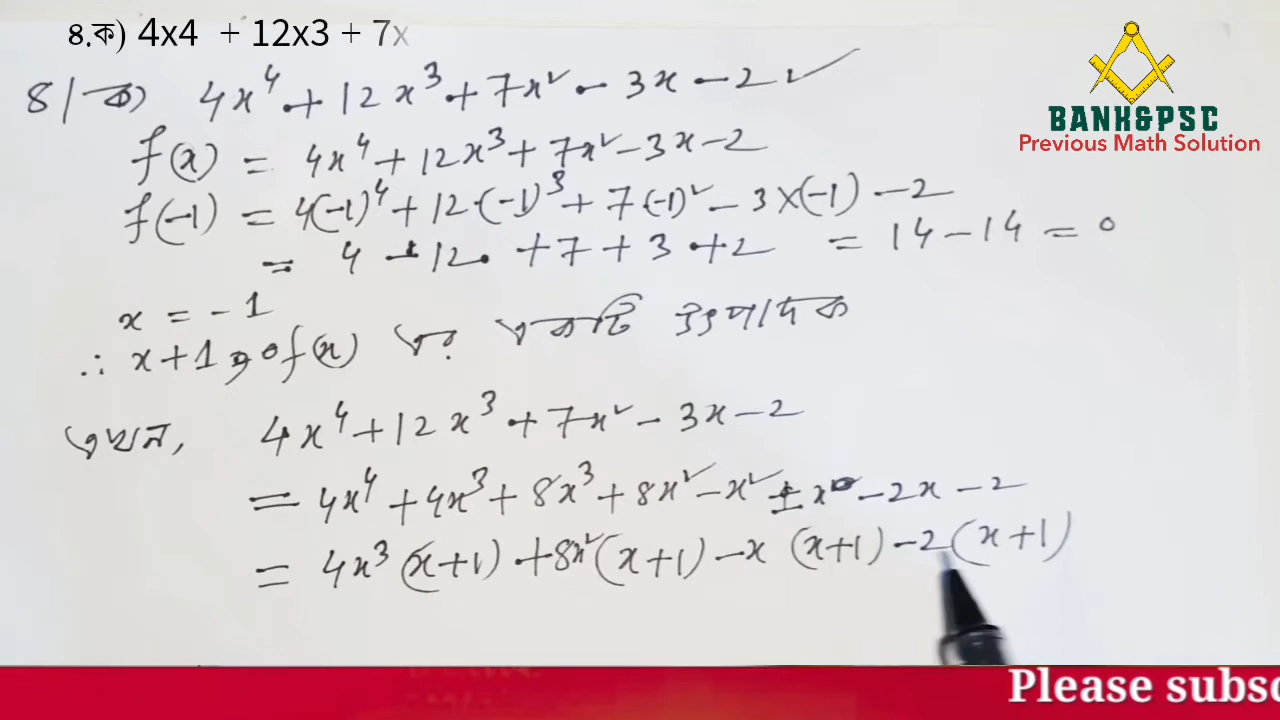 ৪.ক) 4x4 + 12x3 + 7x
BANK&PSC
Previous Math Solution
৪| ক) 4x⁴ + 12x³ + 7x² - 3x - 2 ✓
f(x) = 4x⁴ + 12x³ + 7x² - 3x - 2
f(-1) = 4(-1)⁴ + 12(-1)³ + 7(-1)² - 3×(-1) - 2
= 4 - 12 + 7 + 3 + 2 = 14 - 14 = 0
x = -1
∴ x+1 f(x) এর একটি উৎপাদক
এখন, 4x⁴ + 12x³ + 7x² - 3x - 2
= 4x⁴ + 4x³ + 8x³ + 8x² - x² - x - 2x - 2
= 4x³ (x+1) + 8x² (x+1) - x (x+1) - 2 (x+1)
Please subsc